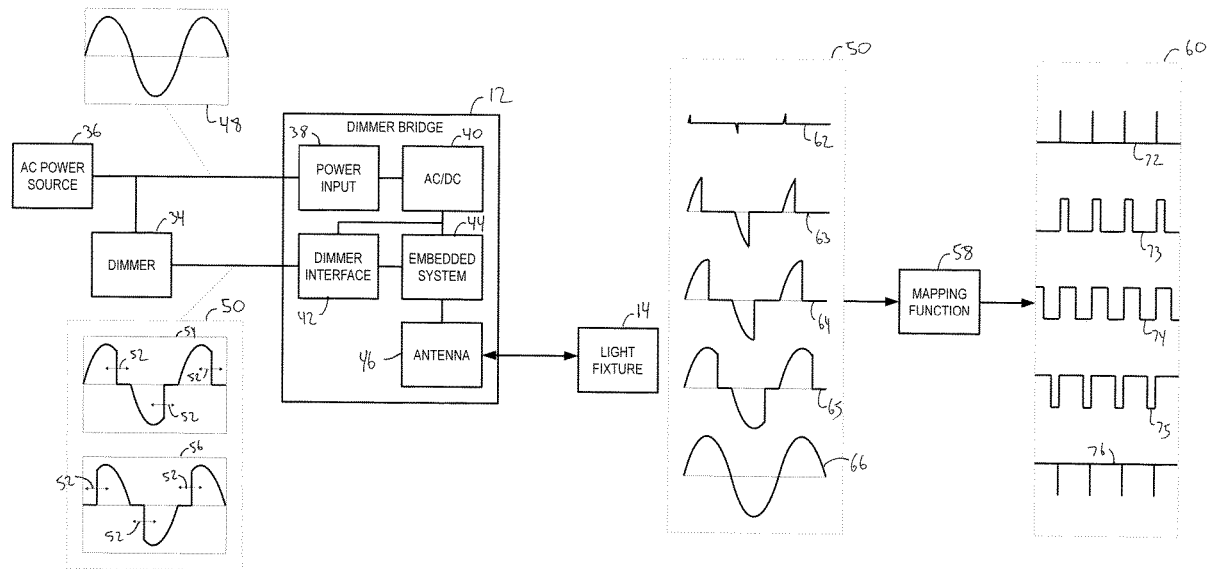 50
60
48
12
DIMMER BRIDGE
36
AC POWER
SOURCE
38
POWER
INPUT
40
AC/DC
62
72
34
DIMMER
DIMMER
INTERFACE
42
44
EMBEDDED
SYSTEM
63
73
58
MAPPING
FUNCTION
64
74
50
54
52
52
52
46
ANTENNA
14
LIGHT
FIXTURE
65
75
56
52
52
52
66
76